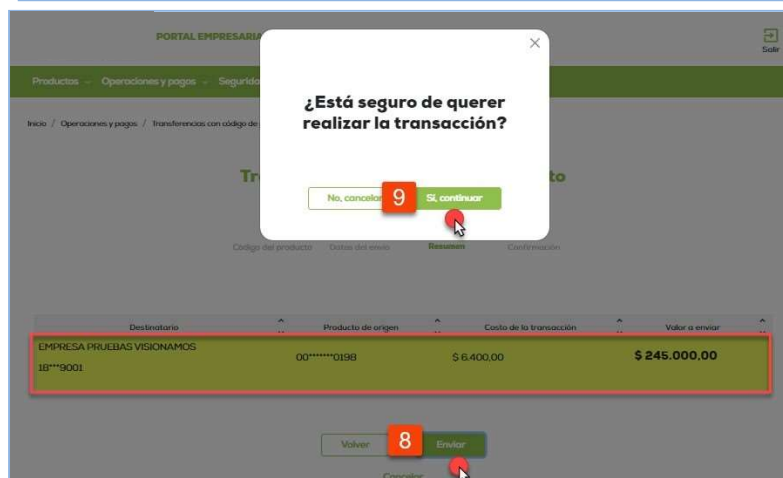 PORTAL EMPRESARIA
Salir
Productos Operaciones y pagos Segurida
¿Está seguro de querer
realizar la transacción?
Inicio / Operaciones y pagos / Transferencias con código de
Tr to
No, cancelar 9 Sí, continuar
Código del producto Datos del envío Resumen Confirmación
Destinatario Producto de origen Costo de la transacción Valor a enviar
EMPRESA PRUEBAS VISIONAMOS
18***9001
00*******0198 $ 6.400,00 $ 245.000,00
Volver 8 Enviar
Cancelar